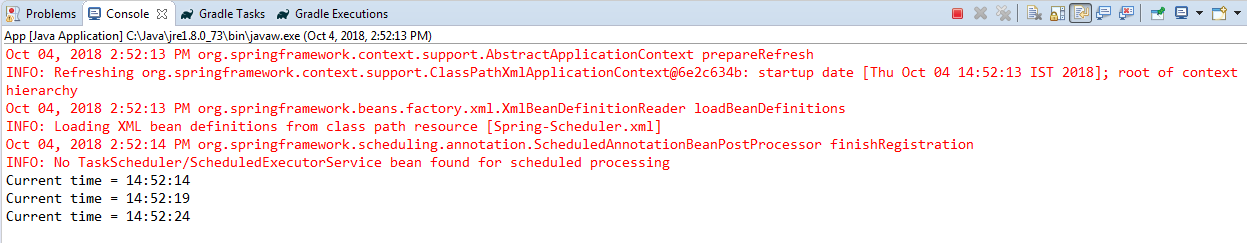 Problems Console Gradle Tasks Gradle Executions
App [Java Application] C:\Java\jre1.8.0_73\bin\javaw.exe (Oct 4, 2018, 2:52:13 PM)
Oct 04, 2018 2:52:13 PM org.springframework.context.support.AbstractApplicationContext prepareRefresh
INFO: Refreshing org.springframework.context.support.ClassPathXmlApplicationContext@6e2c634b: startup date [Thu Oct 04 14:52:13 IST 2018]; root of context
hierarchy
Oct 04, 2018 2:52:13 PM org.springframework.beans.factory.xml.XmlBeanDefinitionReader loadBeanDefinitions
INFO: Loading XML bean definitions from class path resource [Spring-Scheduler.xml]
Oct 04, 2018 2:52:14 PM org.springframework.scheduling.annotation.ScheduledAnnotationBeanPostProcessor finishRegistration
INFO: No TaskScheduler/ScheduledExecutorService bean found for scheduled processing
Current time = 14:52:14
Current time = 14:52:19
Current time = 14:52:24